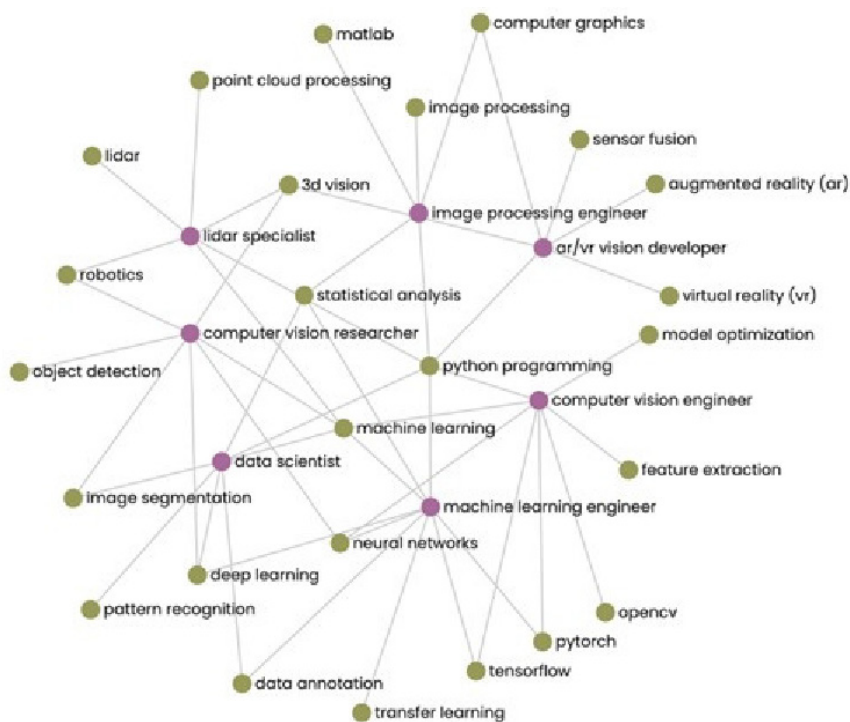 computer graphics
matlab
point cloud processing
image processing
sensor fusion
lidar
3d vision
augmented reality (ar)
image processing engineer
lidar specialist
ar/vr vision developer
robotics
statistical analysis
virtual reality (vr)
computer vision researcher
model optimization
object detection
python programming
computer vision engineer
machine learning
data scientist
feature extraction
image segmentation
machine learning engineer
neural networks
deep learning
pattern recognition
opencv
pytorch
tensorflow
data annotation
transfer learning